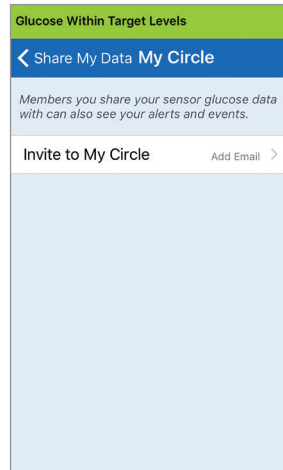 Glucose Within Target Levels
Share My Data My Circle
Members you share your sensor glucose data
with can also see your alerts and events.
Invite to My Circle Add Email